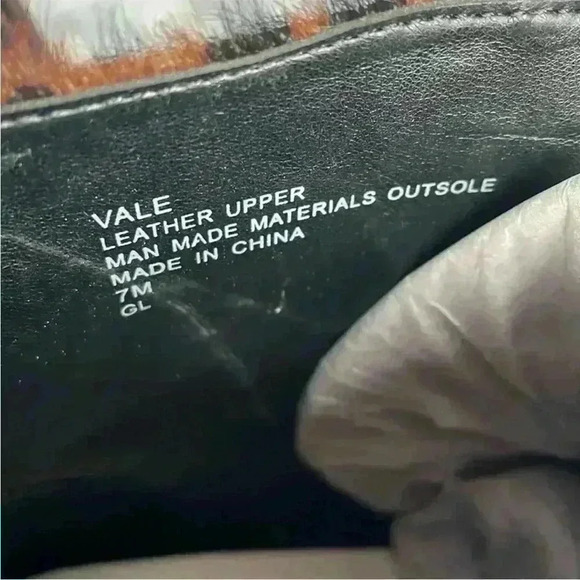 VALE
LEATHER UPPER
MAN MADE MATERIALS OUTSOLE
MADE IN CHINA
7M
GL